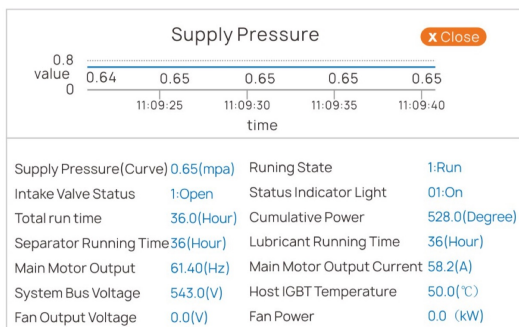 Supply Pressure
x Close
0.8
value
0
0.64 0.65 0.65 0.65 0.65
11:09:25 11:09:30 11:09:35 11:09:40
time
Supply Pressure(Curve) 0.65(mpa) Runing State 1:Run
Intake Valve Status 1:Open Status Indicator Light 01:On
Total run time 36.0(Hour) Cumulative Power 528.0(Degree)
Separator Running Time 36(Hour) Lubricant Running Time 36(Hour)
Main Motor Output 61.40(Hz) Main Motor Output Current 58.2(A)
System Bus Voltage 543.0(V) Host IGBT Temperature 50.0(℃)
Fan Output Voltage 0.0(V) Fan Power 0.0 (kW)